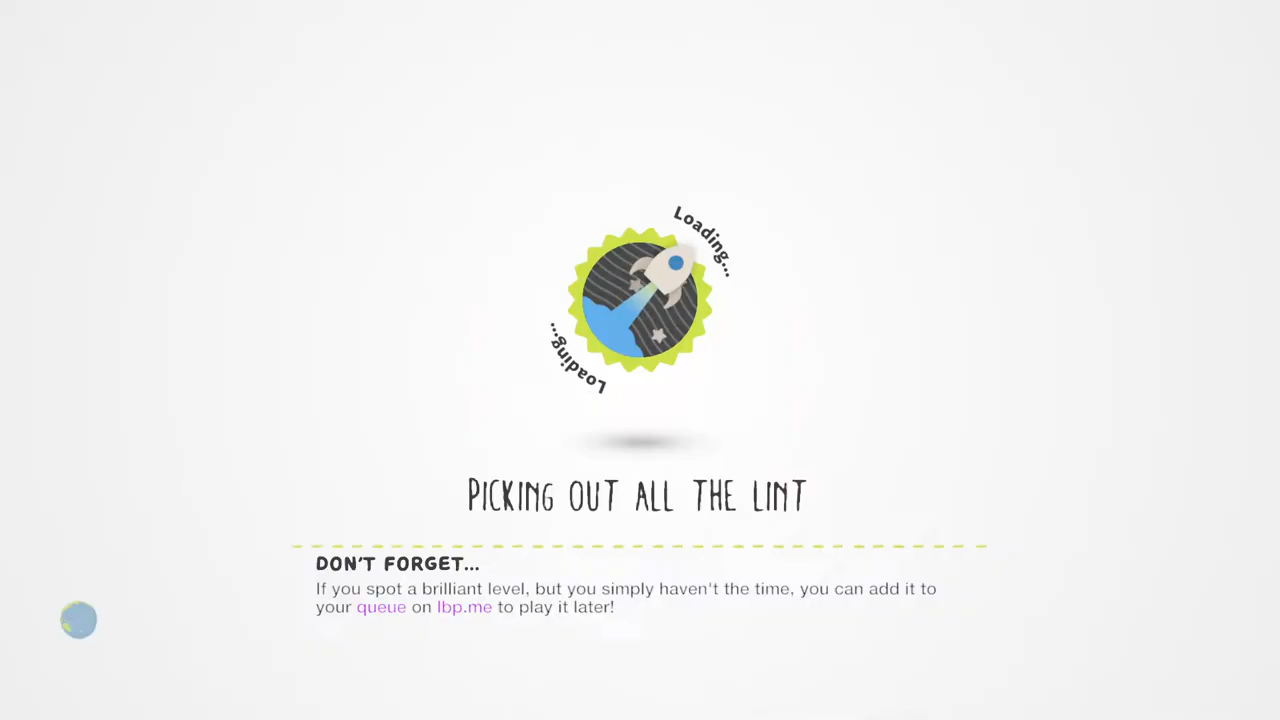 Loading...
Loading...
PICKING OUT ALL THE LINT
DON'T FORGET...
If you spot a brilliant level, but you simply haven't the time, you can add it to
your queue on lbp.me to play it later!